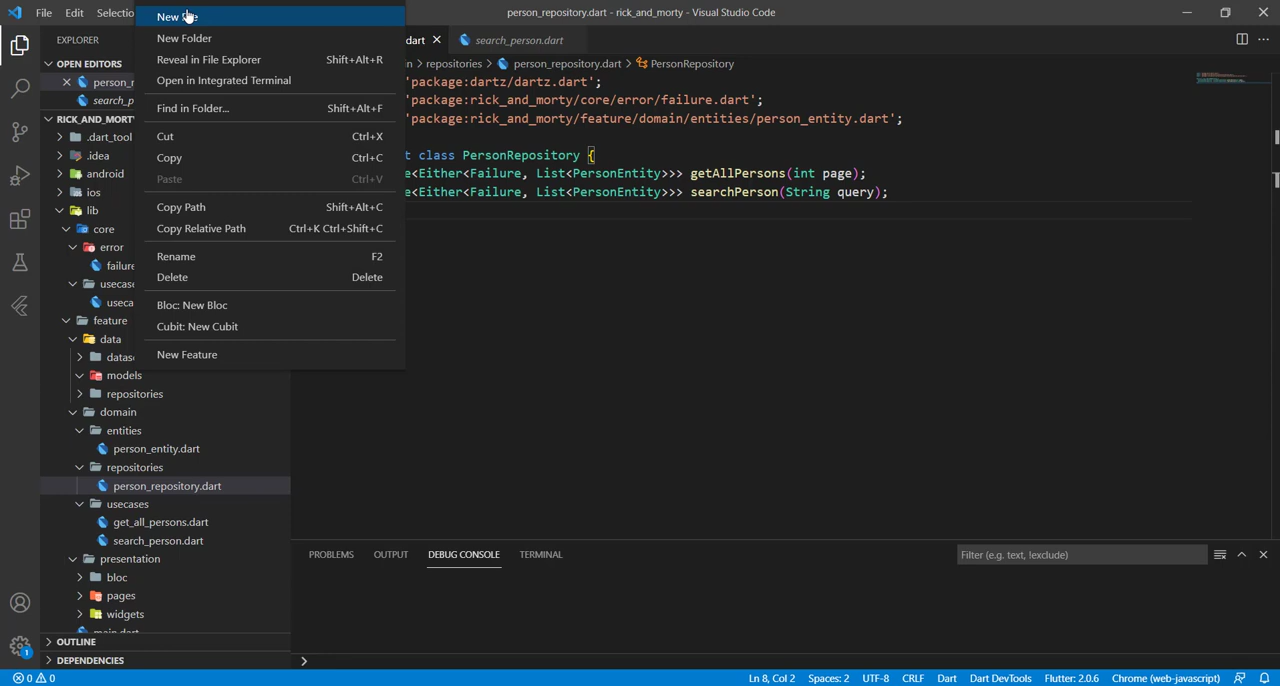 File Edit Selectio
person_repository.dart - rick_and_morty - Visual Studio Code
New File
New Folder
Reveal in File Explorer Shift+Alt+R
Open in Integrated Terminal
Find in Folder... Shift+Alt+F
Cut Ctrl+X
Copy Ctrl+C
Paste Ctrl+V
Copy Path Shift+Alt+C
Copy Relative Path Ctrl+K Ctrl+Shift+C
Rename F2
Delete Delete
Bloc: New Bloc
Cubit: New Cubit
New Feature
EXPLORER
OPEN EDITORS
person_r
search_p
RICK_AND_MORTY
.dart_tool
.idea
android
ios
lib
core
error
failure
usecas
useca
feature
data
datas
models
repositories
domain
entities
person_entity.dart
repositories
person_repository.dart
usecases
get_all_persons.dart
search_person.dart
presentation
bloc
pages
widgets
main.dart
OUTLINE
DEPENDENCIES
dart search_person.dart
in > repositories > person_repository.dart > PersonRepository
'package:dartz/dartz.dart';
'package:rick_and_morty/core/error/failure.dart';
'package:rick_and_morty/feature/domain/entities/person_entity.dart';
t class PersonRepository {
e<Either<Failure, List<PersonEntity>>> getAllPersons(int page);
e<Either<Failure, List<PersonEntity>>> searchPerson(String query);
PROBLEMS OUTPUT DEBUG CONSOLE TERMINAL
Filter (e.g. text, !exclude)
1
0 0 Ln 8, Col 2 Spaces: 2 UTF-8 CRLF Dart Dart DevTools Flutter: 2.0.6 Chrome (web-javascript)